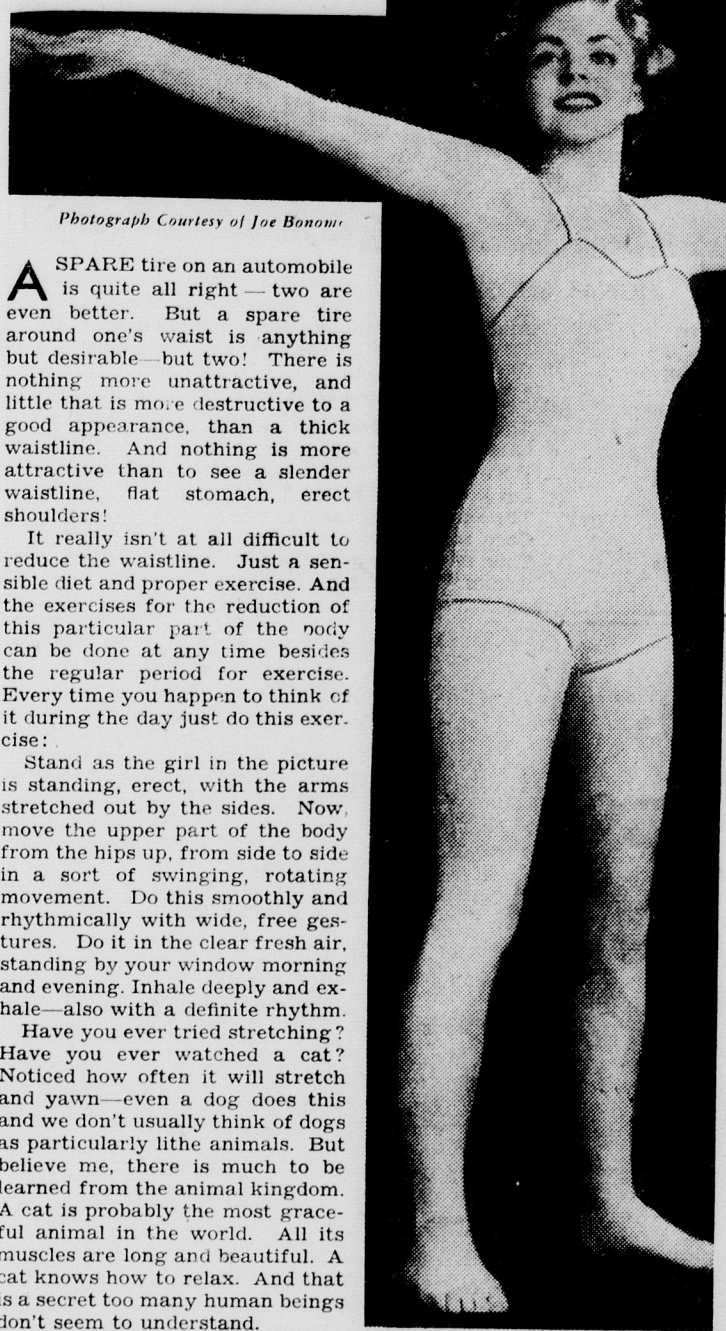 Photograph Courtesy of Joe Bonomo
A SPARE tire on an automobile
is quite all right — two are
even better. But a spare tire
around one's waist is anything
but desirable—but two! There is
nothing more unattractive, and
little that is more destructive to a
good appearance, than a thick
waistline. And nothing is more
attractive than to see a slender
waistline, flat stomach, erect
shoulders!
It really isn't at all difficult to
reduce the waistline. Just a sen-
sible diet and proper exercise. And
the exercises for the reduction of
this particular part of the body
can be done at any time besides
the regular period for exercise.
Every time you happen to think of
it during the day just do this exer-
cise:
Stand as the girl in the picture
is standing, erect, with the arms
stretched out by the sides. Now,
move the upper part of the body
from the hips up, from side to side
in a sort of swinging, rotating
movement. Do this smoothly and
rhythmically with wide, free ges-
tures. Do it in the clear fresh air,
standing by your window morning
and evening. Inhale deeply and ex-
hale—also with a definite rhythm.
Have you ever tried stretching?
Have you ever watched a cat?
Noticed how often it will stretch
and yawn—even a dog does this
and we don't usually think of dogs
as particularly lithe animals. But
believe me, there is much to be
learned from the animal kingdom.
A cat is probably the most grace-
ful animal in the world. All its
muscles are long and beautiful. A
cat knows how to relax. And that
is a secret too many human beings
don't seem to understand.